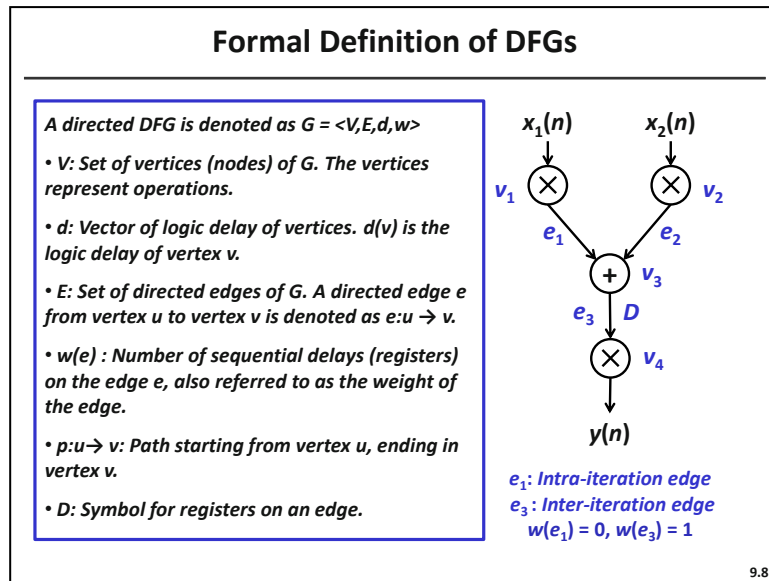 Formal Definition of DFGs
A directed DFG is denoted as G = <V,E,d,w>
• V: Set of vertices (nodes) of G. The vertices
represent operations.
• d: Vector of logic delay of vertices. d(v) is the
logic delay of vertex v.
• E: Set of directed edges of G. A directed edge e
from vertex u to vertex v is denoted as e:u → v.
• w(e) : Number of sequential delays (registers)
on the edge e, also referred to as the weight of
the edge.
• p:u→ v: Path starting from vertex u, ending in
vertex v.
• D: Symbol for registers on an edge.
x₁(n) x₂(n)
v₁ × × v₂
e₁ e₂
+ v₃
e₃ D
× v₄
y(n)
e₁: Intra-iteration edge
e₃ : Inter-iteration edge
w(e₁) = 0, w(e₃) = 1
9.8